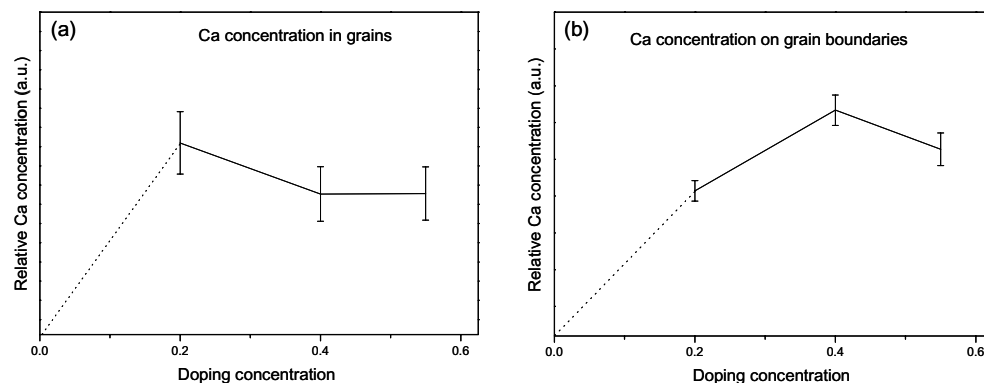 (a)
Ca concentration in grains
Relative Ca concentration (a.u.)
0.0 0.2 0.4 0.6
Doping concentration
(b)
Ca concentration on grain boundaries
Relative Ca concentration (a.u.)
0.0 0.2 0.4 0.6
Doping concentration